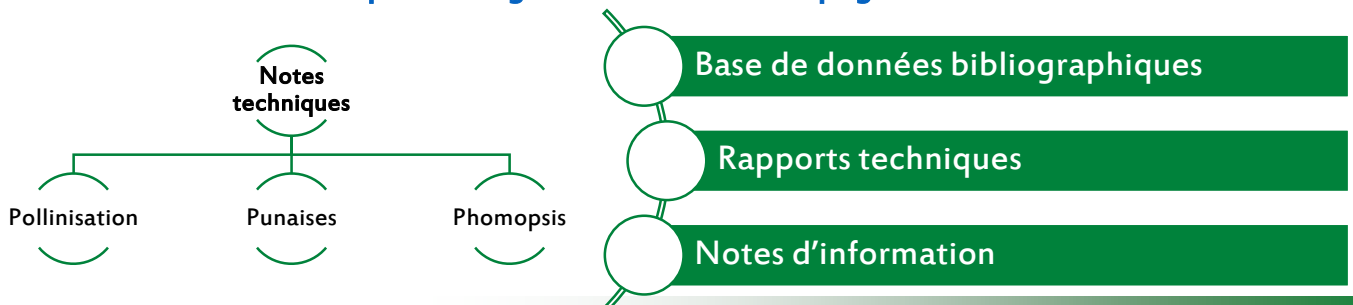 Notes
techniques
Pollinisation
Punaises
Phomopsis
Base de données bibliographiques
Rapports techniques
Notes d’information